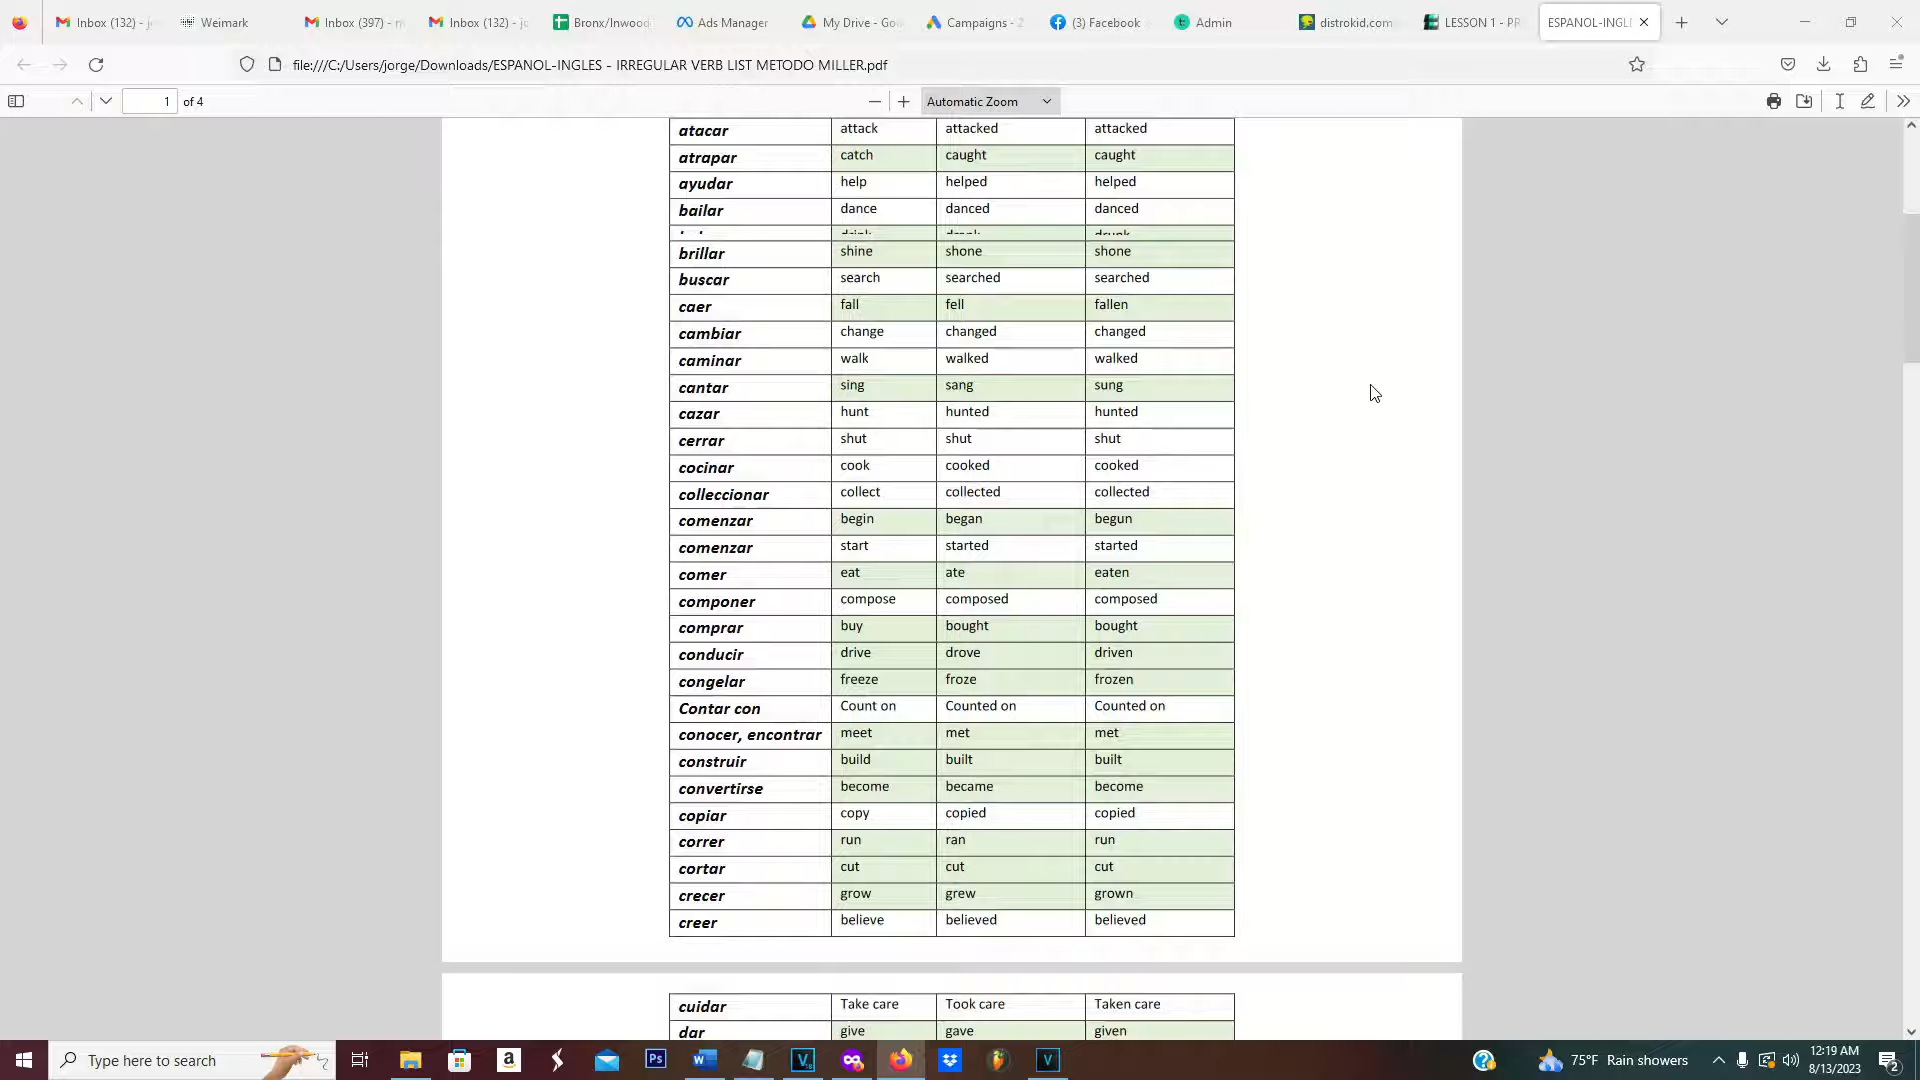 Inbox (132) - j
Weimark
Inbox (397) - r
Inbox (132) - jo
Bronx/Inwood
Ads Manager
My Drive - Go
Campaigns - 2
(3) Facebook
Admin
distrokid.com
LESSON 1 - PR
ESPANOL-INGL
file:///C:/Users/jorge/Downloads/ESPANOL-INGLES - IRREGULAR VERB LIST METODO MILLER.pdf
1 of 4 Automatic Zoom
atacar attack attacked attacked
atrapar catch caught caught
ayudar help helped helped
bailar dance danced danced
brillar shine shone shone
buscar search searched searched
caer fall fell fallen
cambiar change changed changed
caminar walk walked walked
cantar sing sang sung
cazar hunt hunted hunted
cerrar shut shut shut
cocinar cook cooked cooked
colleccionar collect collected collected
comenzar begin began begun
comenzar start started started
comer eat ate eaten
componer compose composed composed
comprar buy bought bought
conducir drive drove driven
congelar freeze froze frozen
Contar con Count on Counted on Counted on
conocer, encontrar meet met met
construir build built built
convertirse become became become
copiar copy copied copied
correr run ran run
cortar cut cut cut
crecer grow grew grown
creer believe believed believed
cuidar Take care Took care Taken care
dar give gave given
Type here to search
75°F Rain showers
12:19 AM
8/13/2023
2